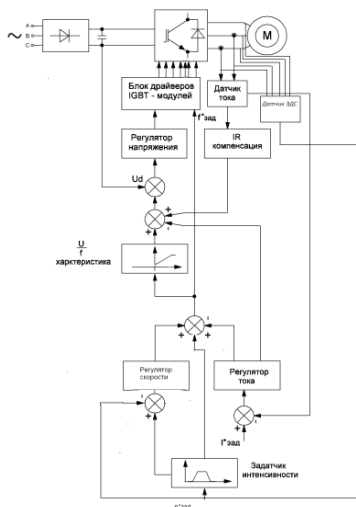 A
B
C
M
Блок драйверов
IGBT - модулей
Датчик
тока
Датчик ЭДС
f*зад
Регулятор
напряжения
IR
компенсация
Ud
U
f
харктеристика
Регулятор
скорости
Регулятор
тока
I*зад
Задатчик
интенсивности
n*зад